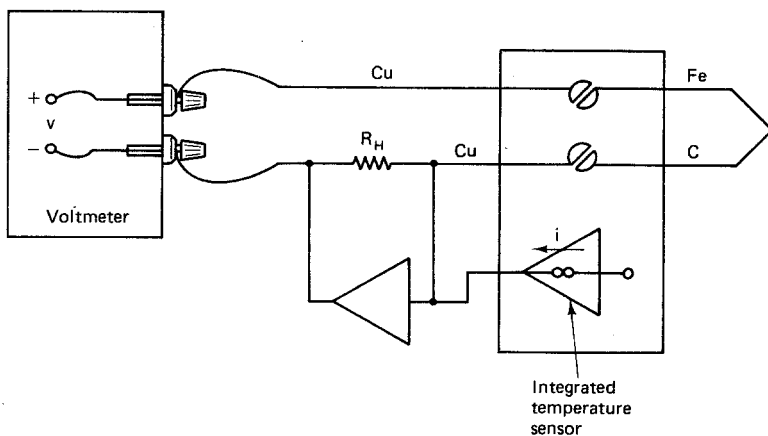 Cu
Fe
+
v
−
R_H
Cu
C
Voltmeter
i
Integrated
temperature
sensor